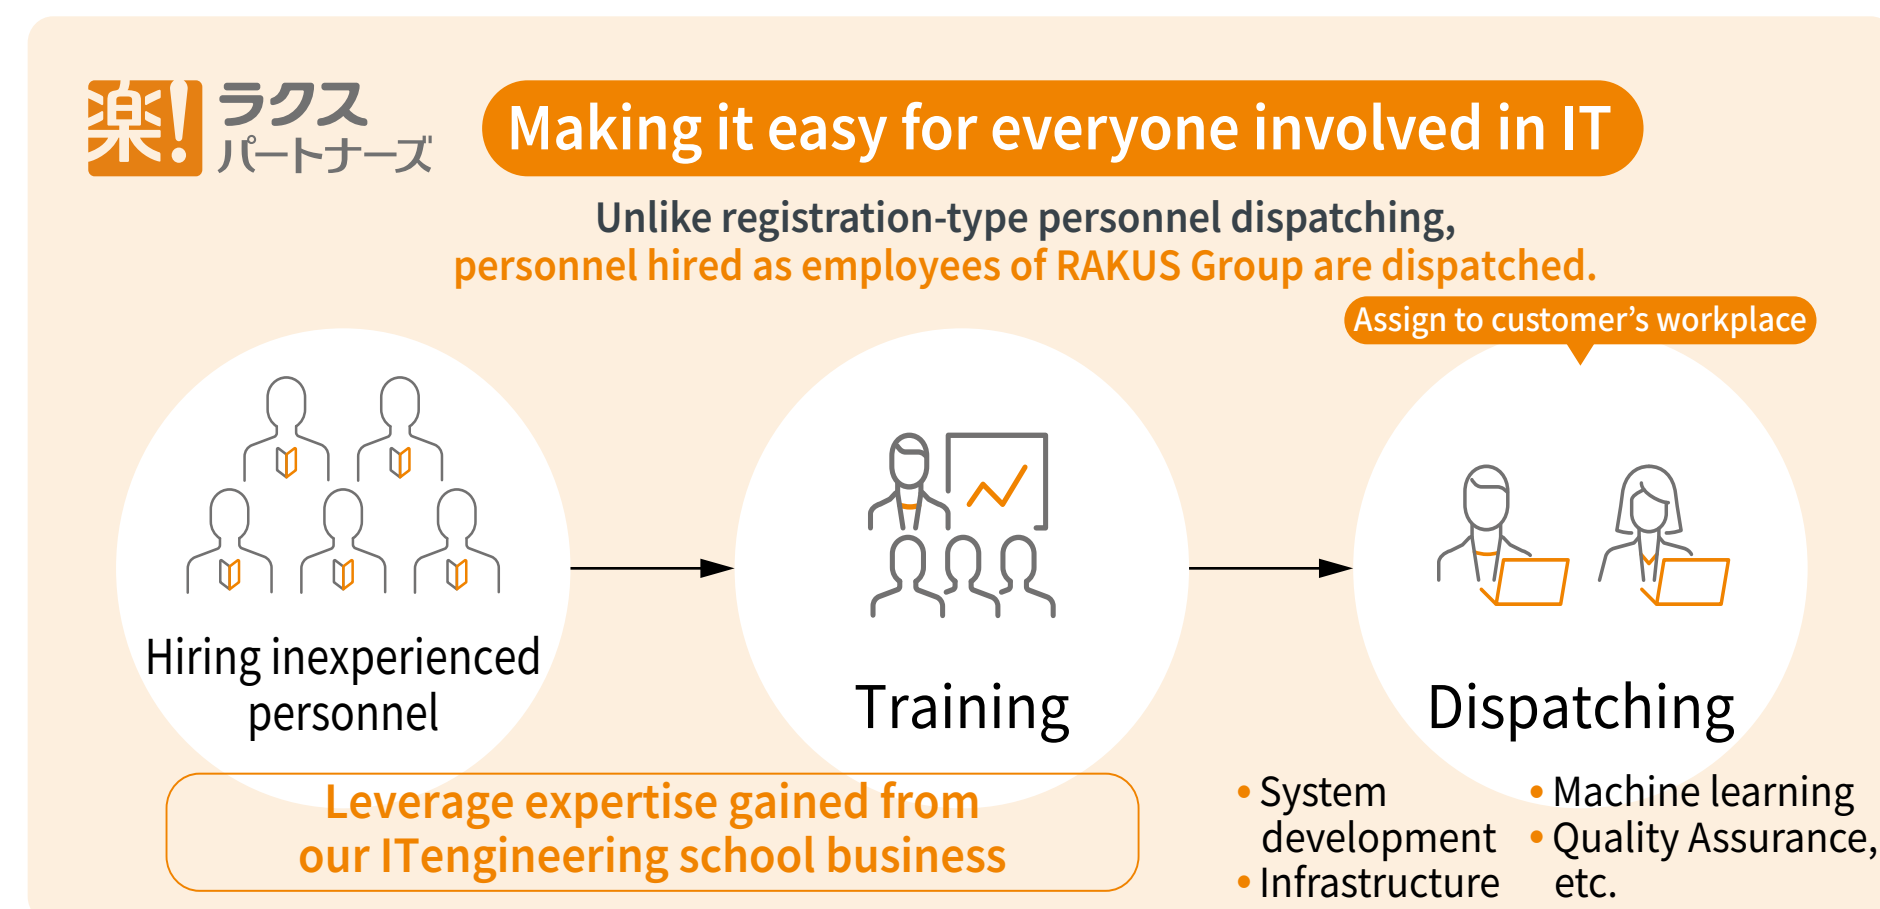 楽!
ラクス
パートナーズ
Making it easy for everyone involved in IT
Unlike registration-type personnel dispatching,
personnel hired as employees of RAKUS Group are dispatched.
Assign to customer's workplace
Hiring inexperienced
personnel
Training
Dispatching
Leverage expertise gained from
our ITengineering school business
• System
development
• Infrastructure
• Machine learning
• Quality Assurance,
etc.